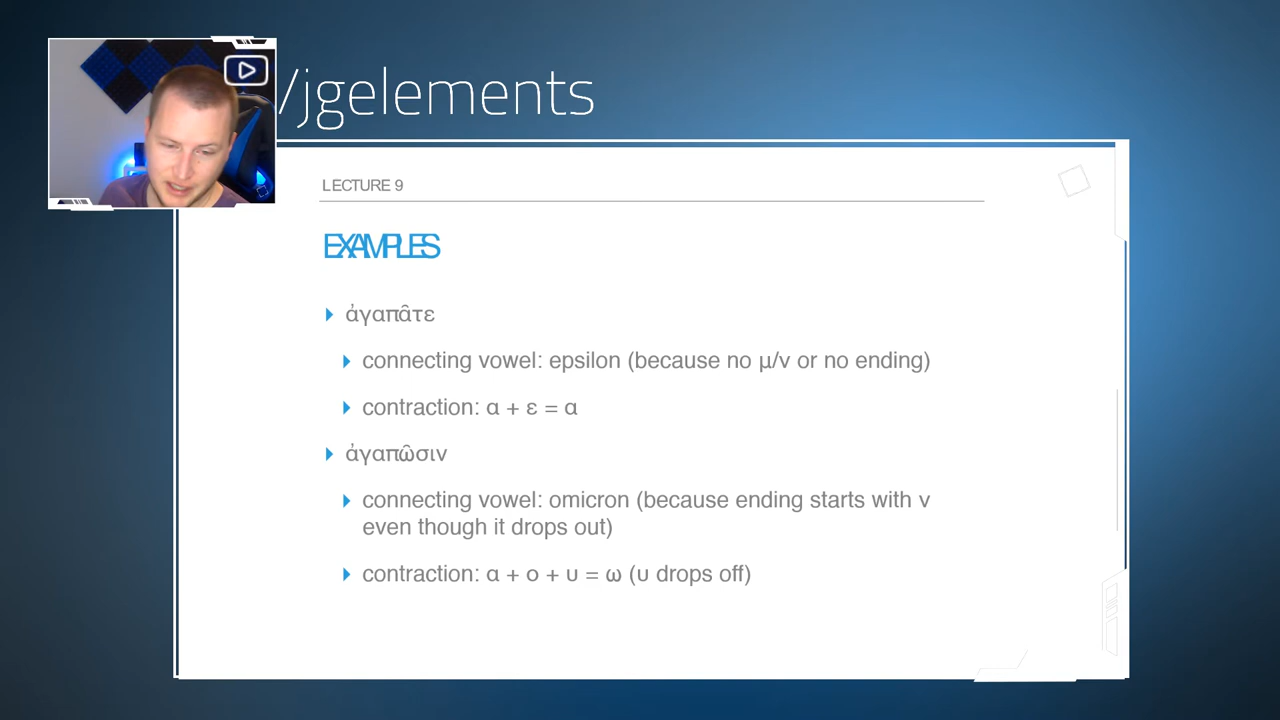 /jgelements
LECTURE 9
EXAMPLES
ἀγαπᾶτε
connecting vowel: epsilon (because no μ/ν or no ending)
contraction: α + ε = α
ἀγαπῶσιν
connecting vowel: omicron (because ending starts with ν
even though it drops out)
contraction: α + ο + υ = ω (υ drops off)